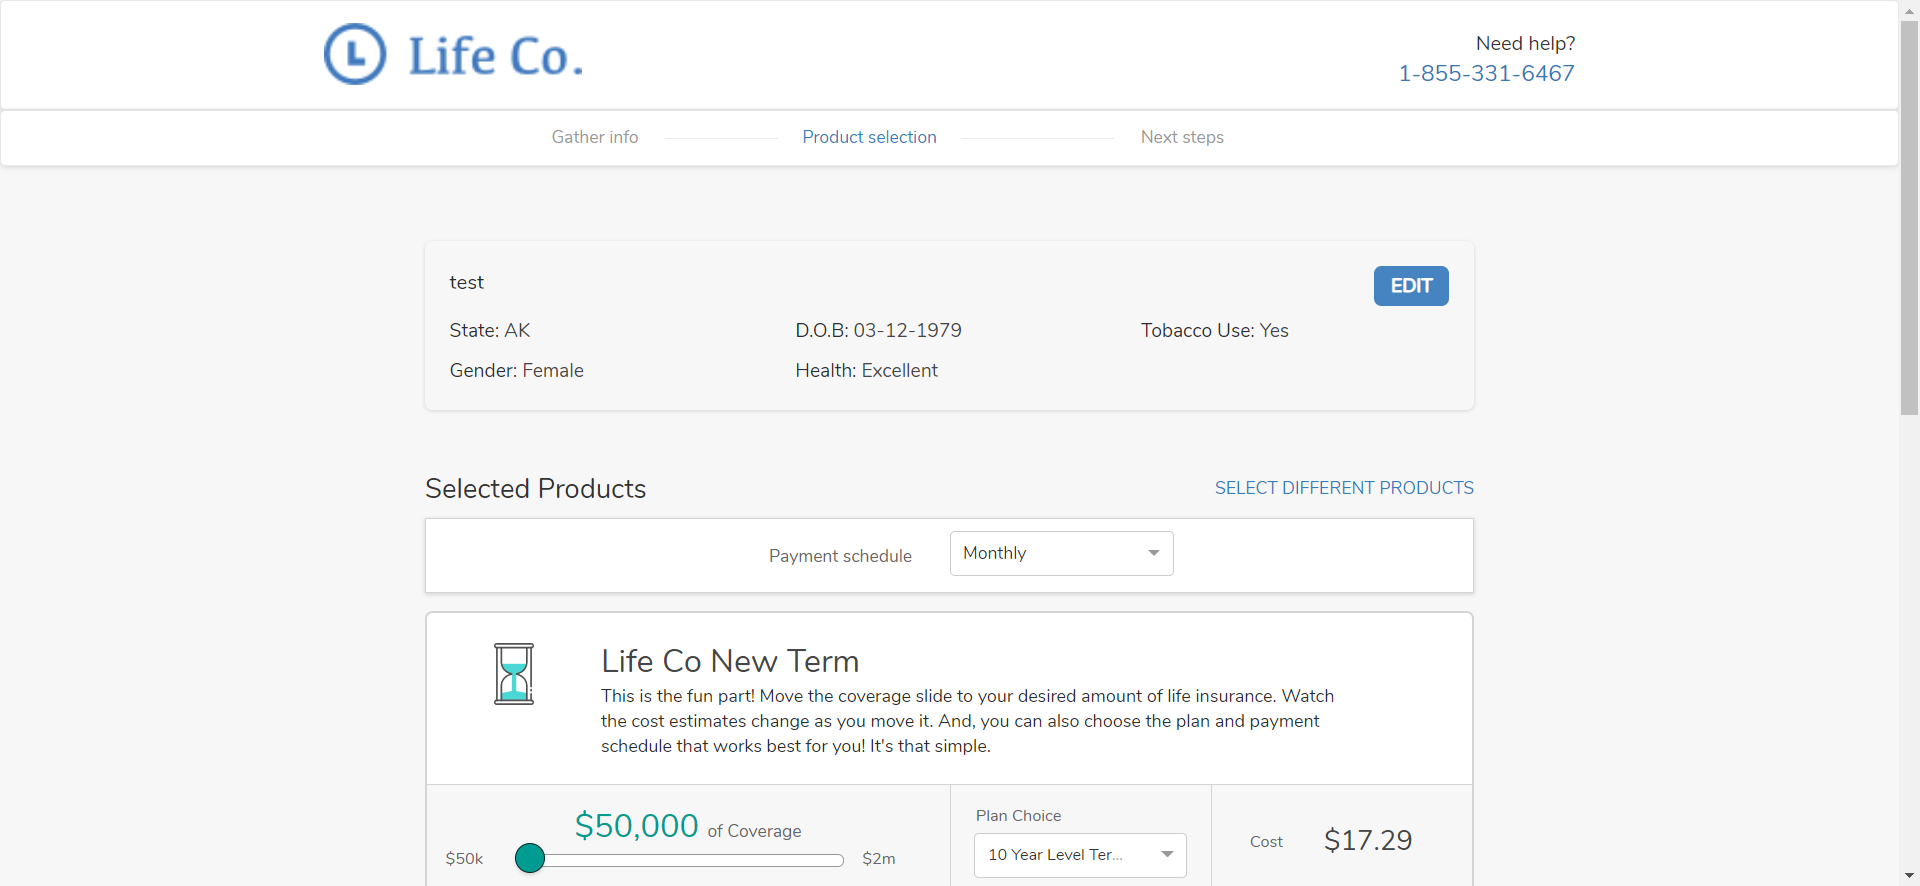 L Life Co.
Need help?
1-855-331-6467
Gather info
Product selection
Next steps
test
EDIT
State: AK
D.O.B: 03-12-1979
Tobacco Use: Yes
Gender: Female
Health: Excellent
Selected Products
SELECT DIFFERENT PRODUCTS
Payment schedule
Monthly
Life Co New Term
This is the fun part! Move the coverage slide to your desired amount of life insurance. Watch
the cost estimates change as you move it. And, you can also choose the plan and payment
schedule that works best for you! It's that simple.
$50,000 of Coverage
$50k
$2m
Plan Choice
10 Year Level Ter...
Cost
$17.29